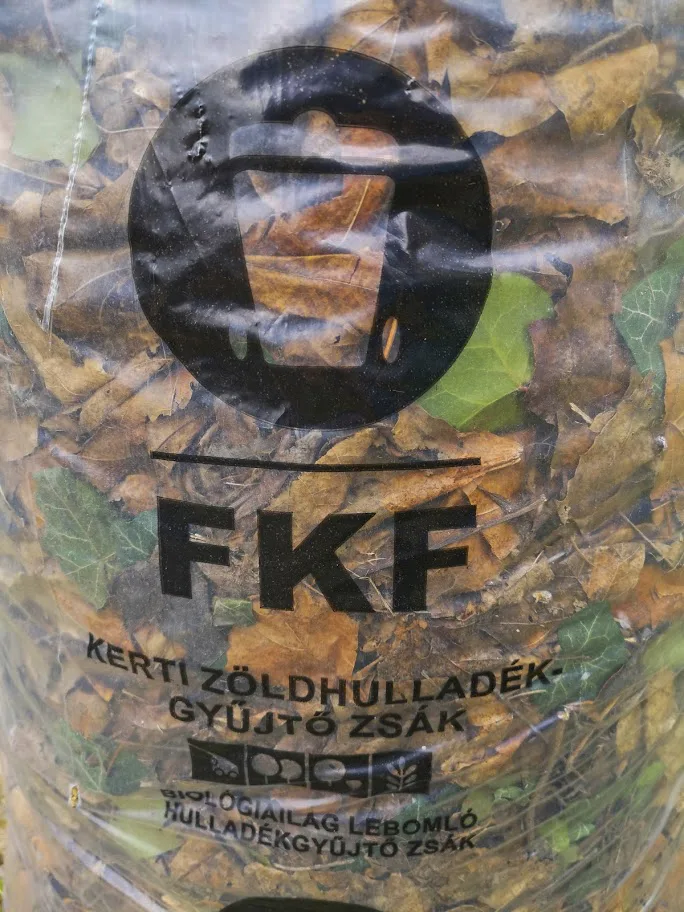 FKF
KERTI ZÖLDHULLADÉK-
GYŰJTŐ ZSÁK
BIOLÓGIAILAG LEBOMLÓ
HULLADÉKGYŰJTŐ ZSÁK